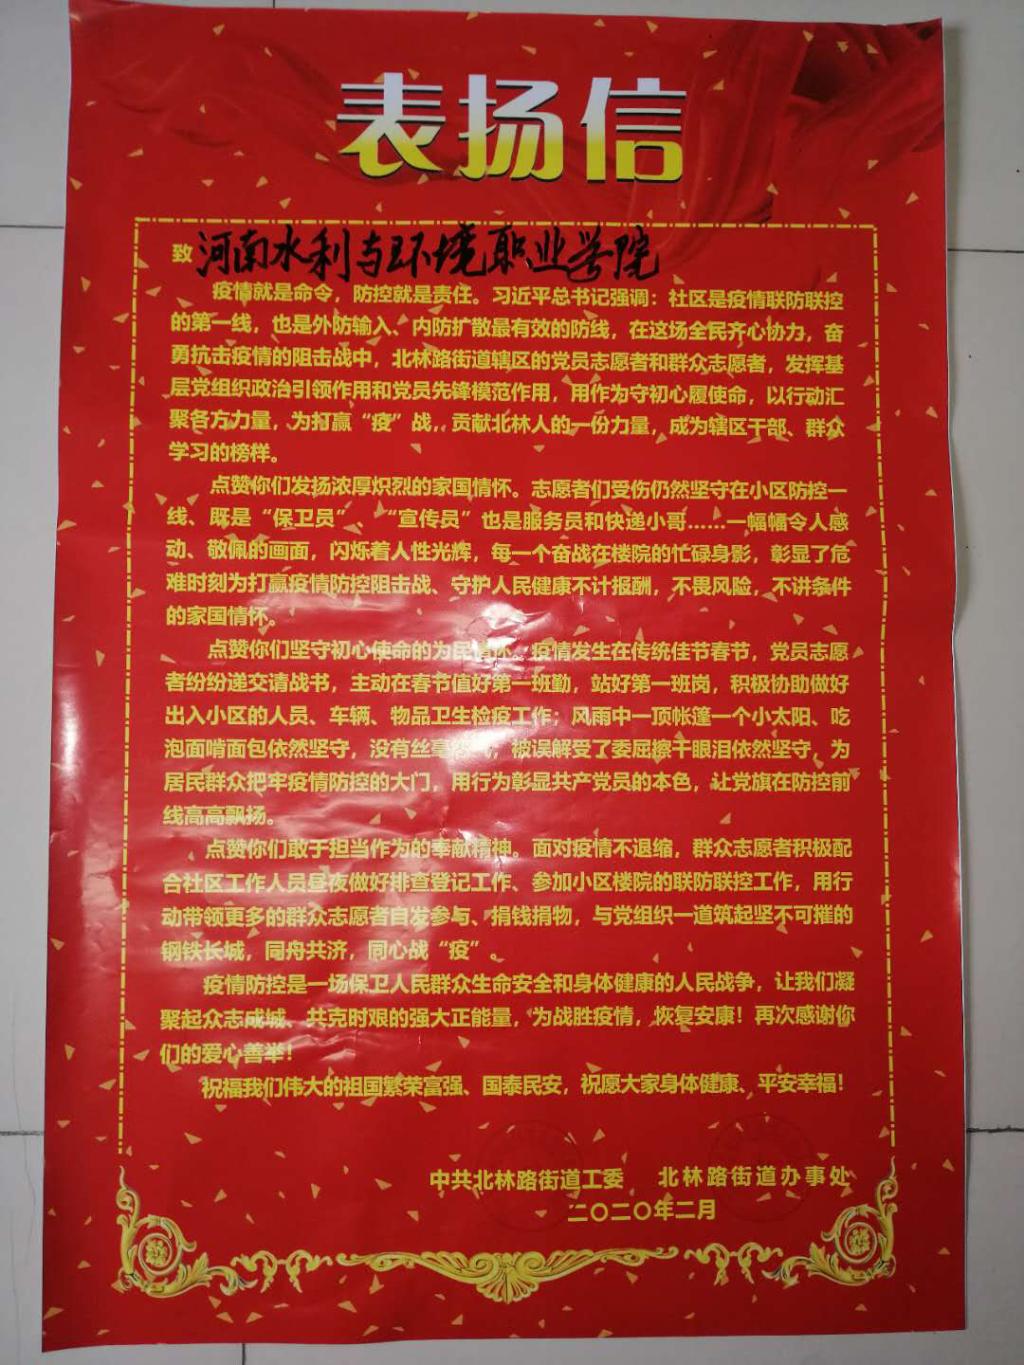 表扬信
致 河南水利与环境职业学院
疫情就是命令，防控就是责任。习近平总书记强调：社区是疫情联防联控
的第一线，也是外防输入、内防扩散最有效的防线，在这场全民齐心协力，奋
勇抗击疫情的阻击战中，北林路街道辖区的党员志愿者和群众志愿者，发挥基
层党组织政治引领作用和党员先锋模范作用，用作为守初心履使命，以行动汇
聚各方力量，为打赢“疫”战，贡献北林人的一份力量，成为辖区干部、群众
学习的榜样。
点赞你们发扬浓厚炽烈的家国情怀。志愿者们受伤仍然坚守在小区防控一
线、既是“保卫员”、“宣传员”也是服务员和快递小哥……一幅幅令人感
动、敬佩的画面，闪烁着人性光辉，每一个奋战在楼院的忙碌身影，彰显了危
难时刻为打赢疫情防控阻击战、守护人民健康不计报酬，不畏风险，不讲条件
的家国情怀。
点赞你们坚守初心使命的为民情怀。疫情发生在传统佳节春节，党员志愿
者纷纷递交请战书，主动在春节值好第一班勤，站好第一班岗，积极协助做好
出入小区的人员、车辆、物品卫生检疫工作；风雨中一顶帐篷一个小太阳、吃
泡面啃面包依然坚守，没有丝毫；被误解受了委屈擦干眼泪依然坚守，为
居民群众把牢疫情防控的大门，用行为彰显共产党员的本色，让党旗在防控前
线高高飘扬。
点赞你们敢于担当作为的奉献精神。面对疫情不退缩，群众志愿者积极配
合社区工作人员昼夜做好排查登记工作、参加小区楼院的联防联控工作，用行
动带领更多的群众志愿者自发参与、捐钱捐物，与党组织一道筑起坚不可摧的
钢铁长城，同舟共济，同心战“疫”。
疫情防控是一场保卫人民群众生命安全和身体健康的人民战争，让我们凝
聚起众志成城、共克时艰的强大正能量，为战胜疫情，恢复安康！再次感谢你
们的爱心善举！
祝福我们伟大的祖国繁荣富强、国泰民安，祝愿大家身体健康、平安幸福！
中共北林路街道工委 北林路街道办事处
二〇二〇年二月